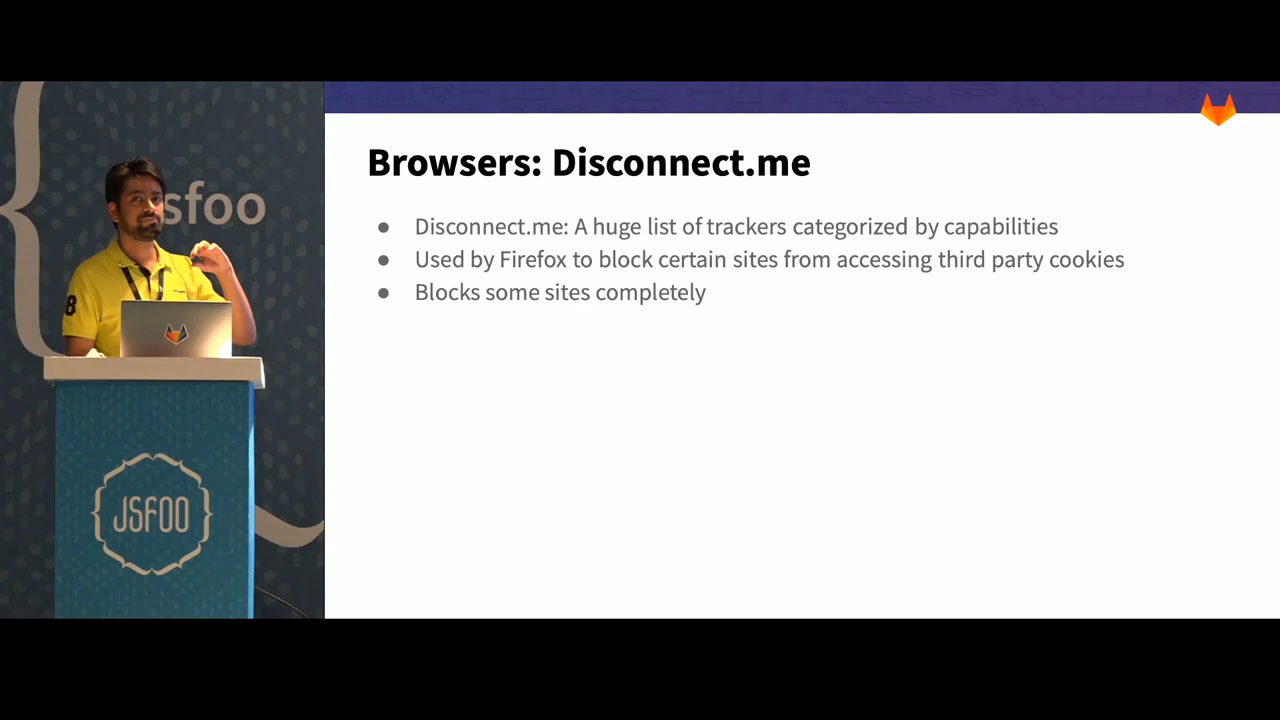 jsfoo
8
JSFOO
Browsers: Disconnect.me
● Disconnect.me: A huge list of trackers categorized by capabilities
● Used by Firefox to block certain sites from accessing third party cookies
● Blocks some sites completely